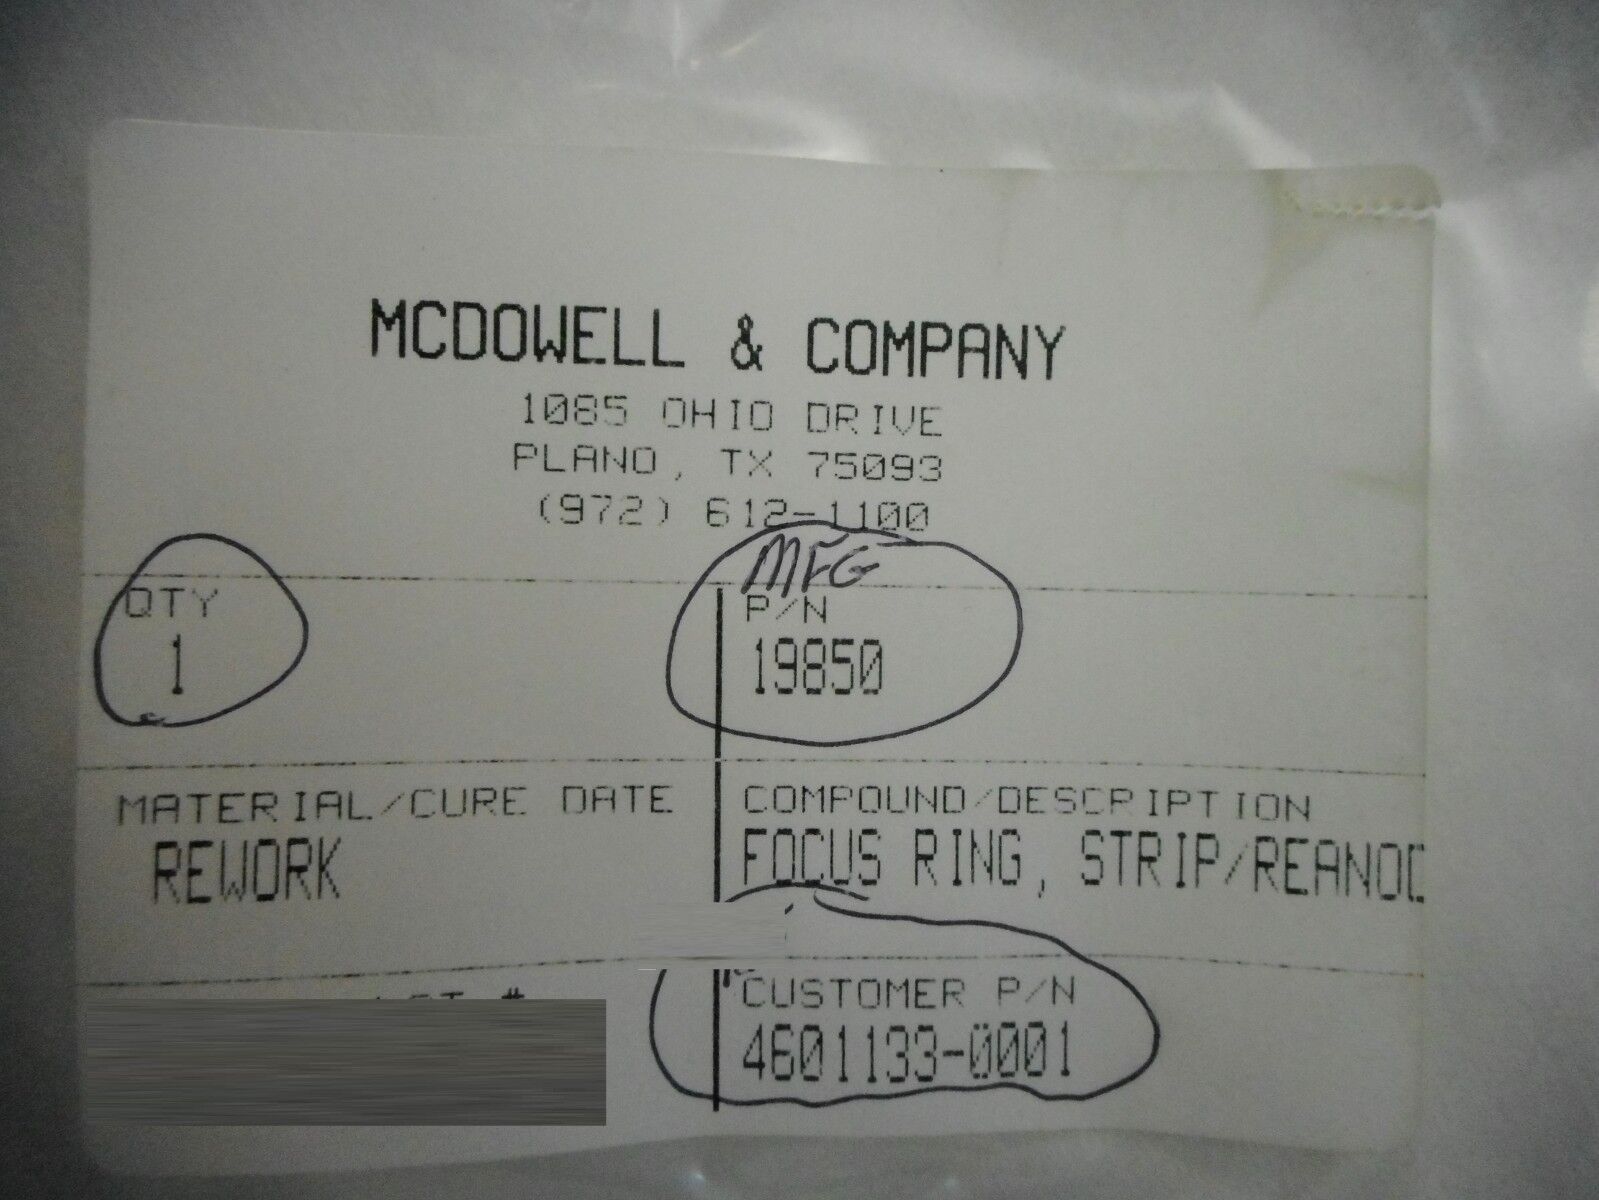 MCDOWELL & COMPANY
1085 OHIO DRIVE
PLANO, TX 75093
(972) 612-1100
MFG
QTY P/N
1 19850
MATERIAL/CURE DATE COMPOUND/DESCRIPTION
REWORK FOCUS RING, STRIP/REANOD
CUSTOMER P/N
4601133-0001